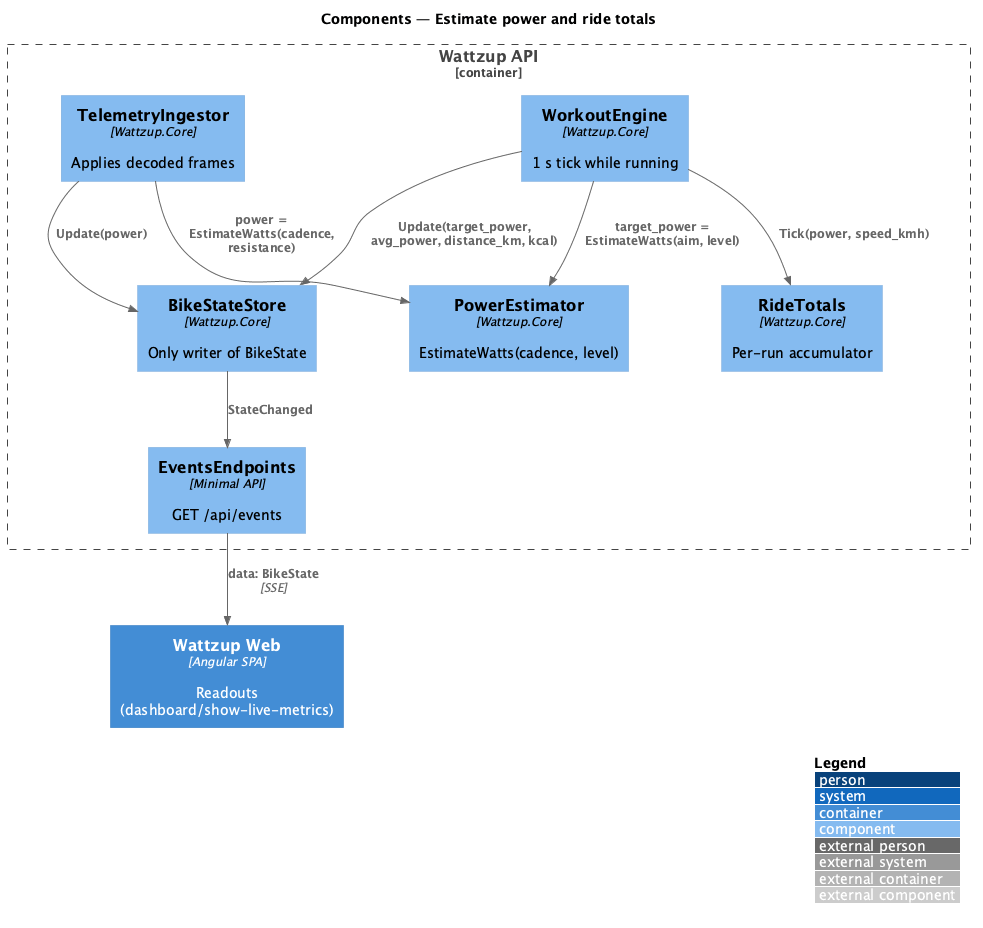 Components — Estimate power and ride totals
Wattzup API
[container]
TelemetryIngestor
[Wattzup.Core]
Applies decoded frames
WorkoutEngine
[Wattzup.Core]
1 s tick while running
Update(power)
power =
EstimateWatts(cadence,
resistance)
Update(target_power,
avg_power, distance_km, kcal)
target_power =
EstimateWatts(aim, level)
Tick(power, speed_kmh)
BikeStateStore
[Wattzup.Core]
Only writer of BikeState
PowerEstimator
[Wattzup.Core]
EstimateWatts(cadence, level)
RideTotals
[Wattzup.Core]
Per-run accumulator
StateChanged
EventsEndpoints
[Minimal API]
GET /api/events
data: BikeState
[SSE]
Wattzup Web
[Angular SPA]
Readouts
(dashboard/show-live-metrics)
Legend
person
system
container
component
external person
external system
external container
external component